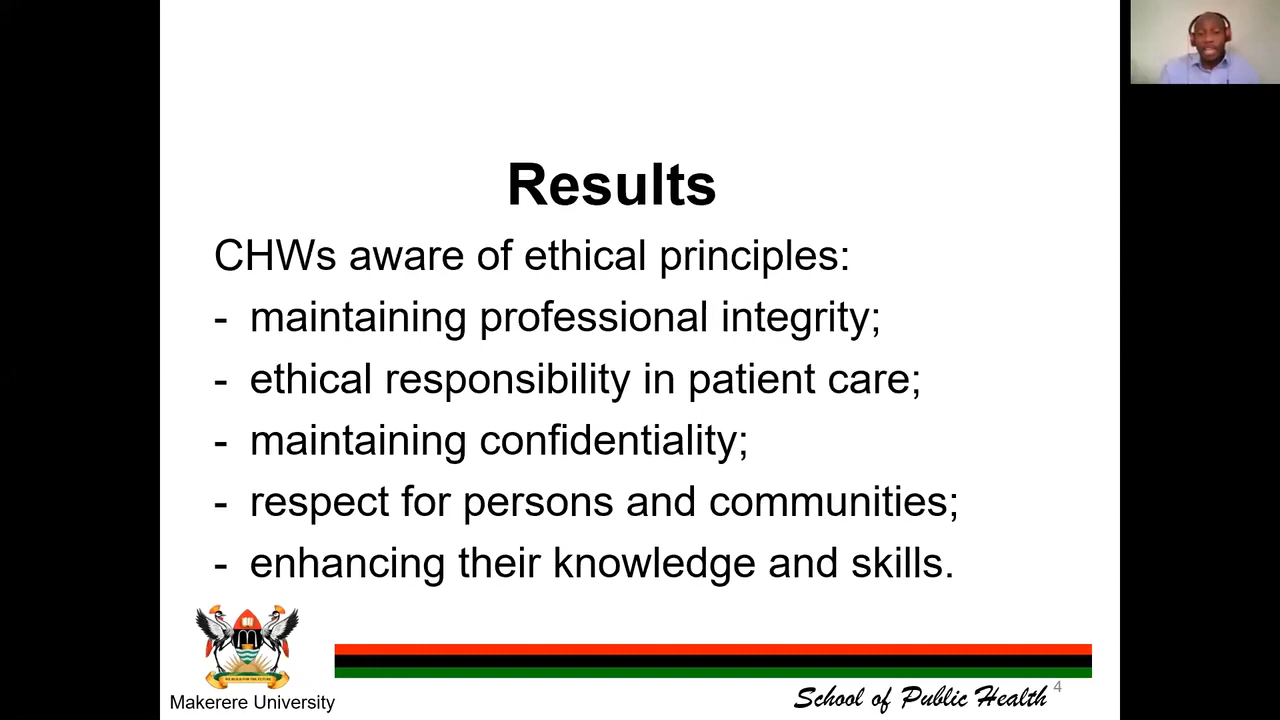 Results
CHWs aware of ethical principles:
- maintaining professional integrity;
- ethical responsibility in patient care;
- maintaining confidentiality;
- respect for persons and communities;
- enhancing their knowledge and skills.
Makerere University
School of Public Health
4